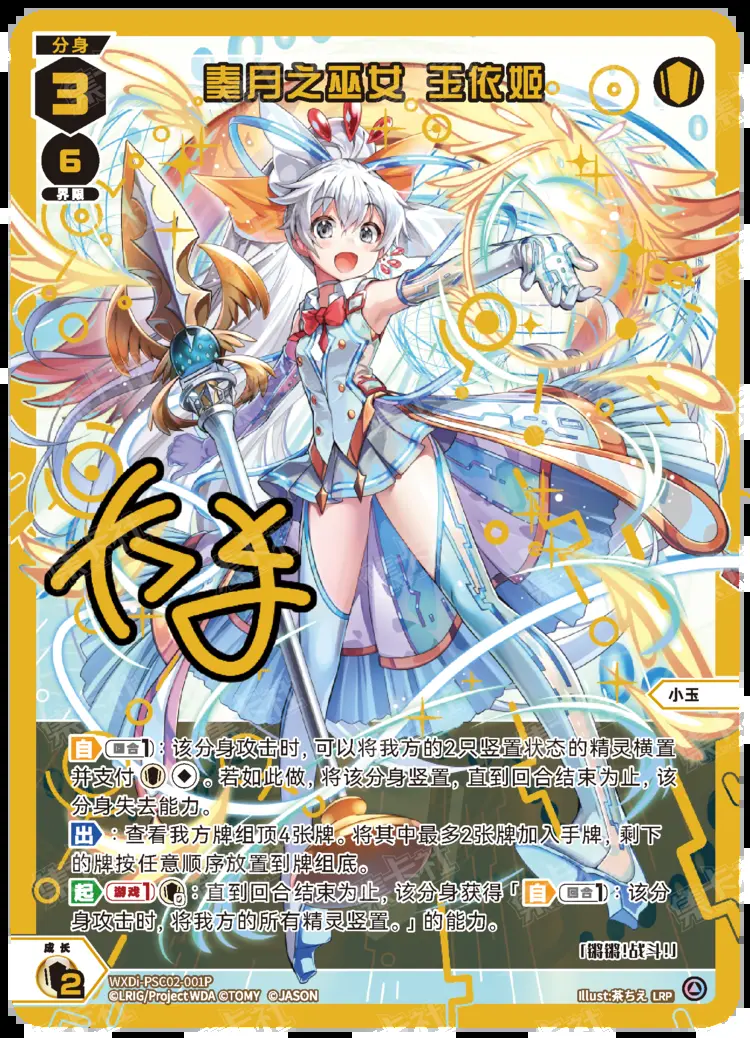 分身
3
奏月之巫女 玉依姬
6
界限
たま
小玉
自 回合1：该分身攻击时，可以将我方的2只竖置状态的精灵横置
并支付 。若如此做，将该分身竖置，直到回合结束为止，该
分身失去能力。
出：查看我方牌组顶4张牌。将其中最多2张牌加入手牌，剩下
的牌按任意顺序放置到牌组底。
起 游戏1 ：直到回合结束为止，该分身获得「自 回合1：该分
身攻击时，将我方的所有精灵竖置。」的能力。
「锵锵!战斗!」
成长
2
WXDi-PSC02-001P
©LRIG/Project WDA ©TOMY ©JASON
Illust:茶ちえ LRP